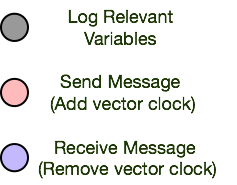 Log Relevant
Variables
Send Message
(Add vector clock)
Receive Message
(Remove vector clock)